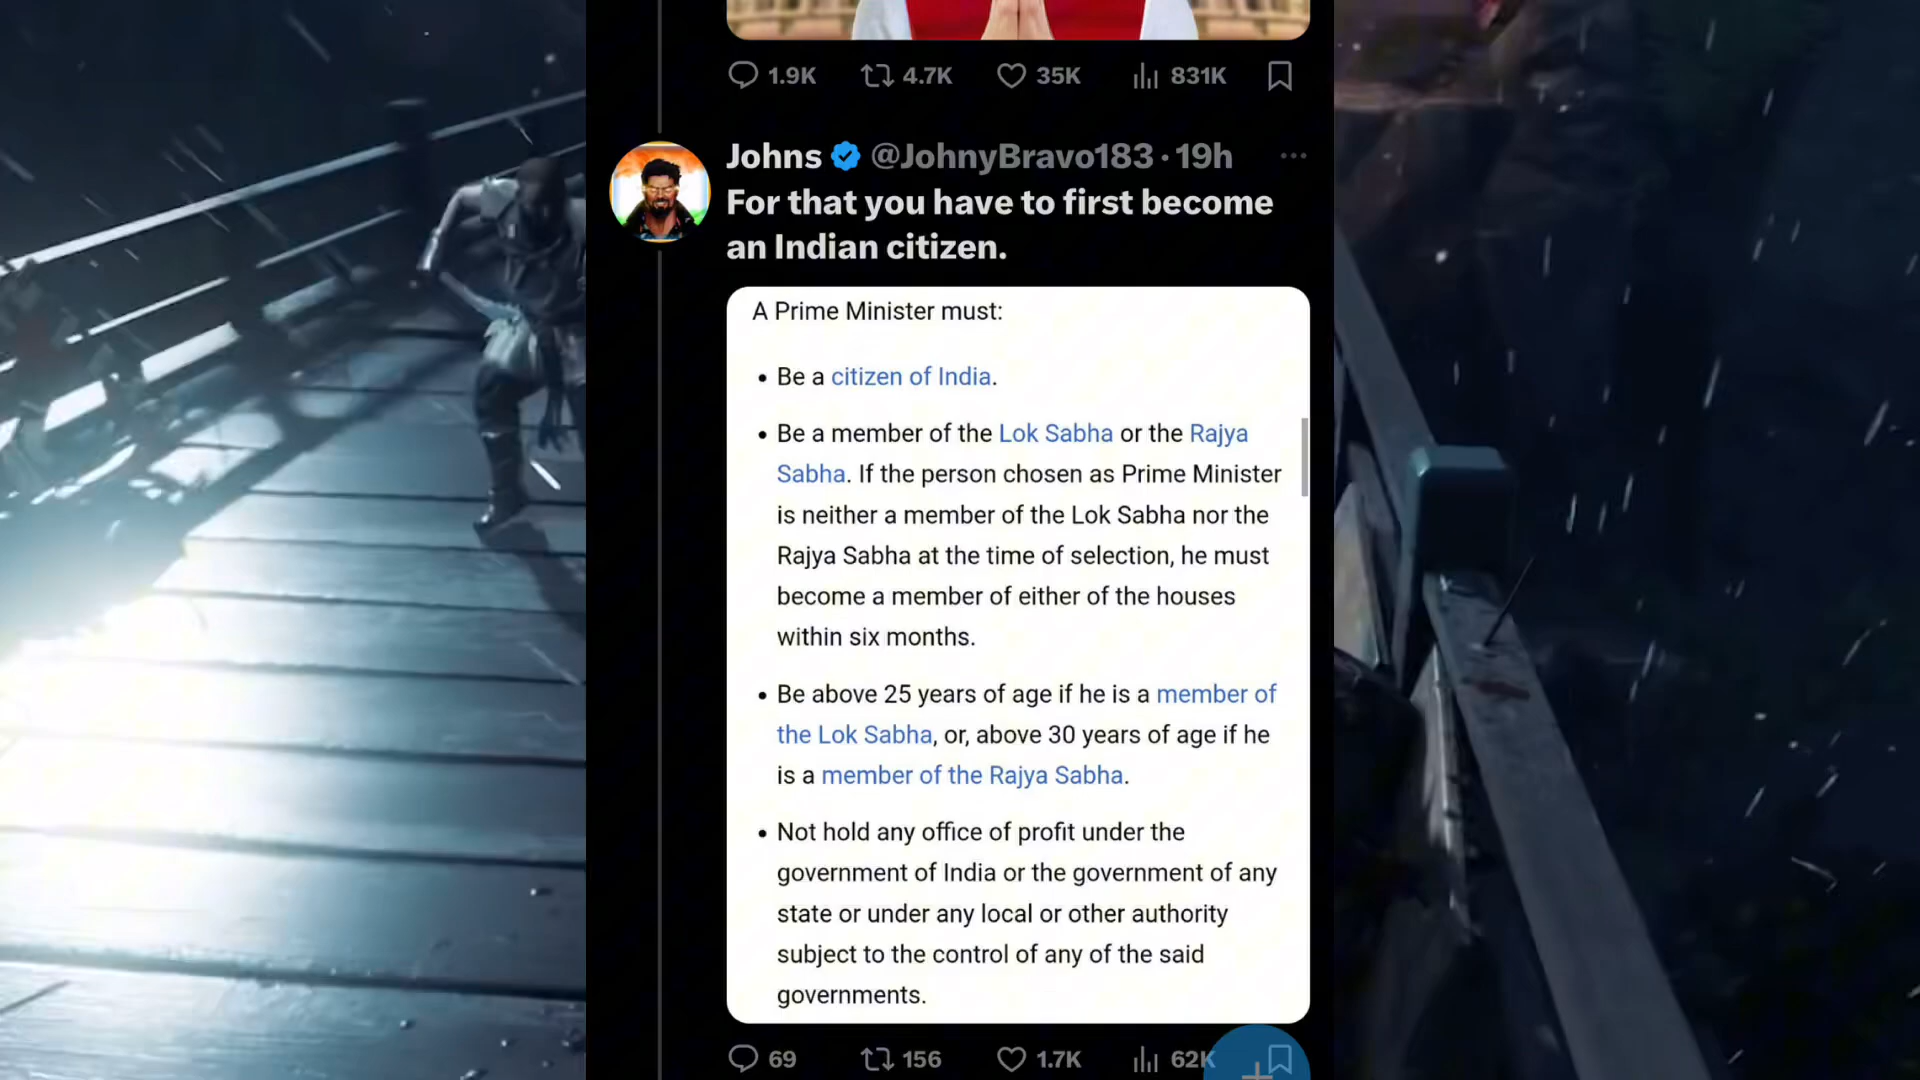 1.9K 4.7K 35K 831K
Johns @JohnyBravo183 · 19h
For that you have to first become
an Indian citizen.
A Prime Minister must:
• Be a citizen of India.
• Be a member of the Lok Sabha or the Rajya
Sabha. If the person chosen as Prime Minister
is neither a member of the Lok Sabha nor the
Rajya Sabha at the time of selection, he must
become a member of either of the houses
within six months.
• Be above 25 years of age if he is a member of
the Lok Sabha, or, above 30 years of age if he
is a member of the Rajya Sabha.
• Not hold any office of profit under the
government of India or the government of any
state or under any local or other authority
subject to the control of any of the said
governments.
69 156 1.7K 62K